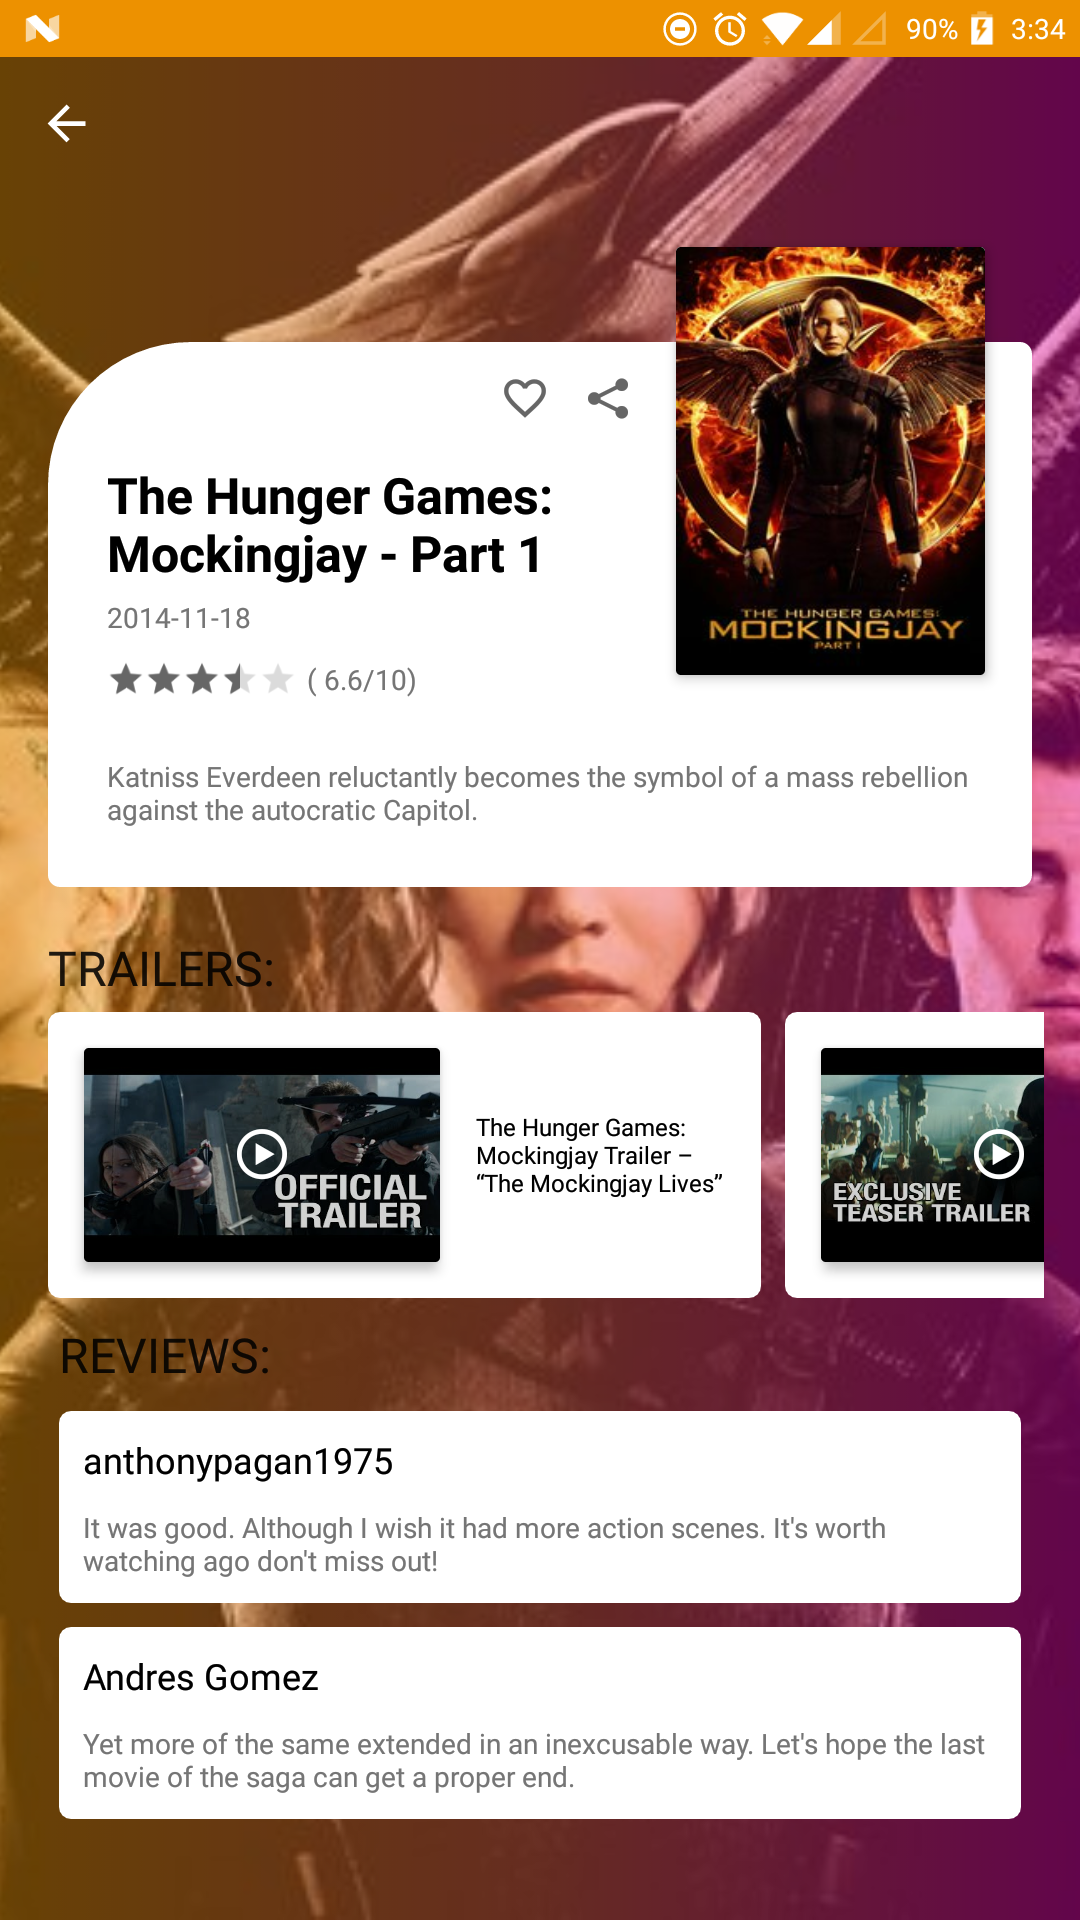 90% 3:34
THE HUNGER GAMES:
MOCKINGJAY
PART 1
The Hunger Games:
Mockingjay - Part 1
2014-11-18
( 6.6/10)
Katniss Everdeen reluctantly becomes the symbol of a mass rebellion
against the autocratic Capitol.
TRAILERS:
OFFICIAL
TRAILER
The Hunger Games:
Mockingjay Trailer –
“The Mockingjay Lives”
EXCLUSIVE
TEASER TRAILER
REVIEWS:
anthonypagan1975
It was good. Although I wish it had more action scenes. It's worth
watching ago don't miss out!
Andres Gomez
Yet more of the same extended in an inexcusable way. Let's hope the last
movie of the saga can get a proper end.